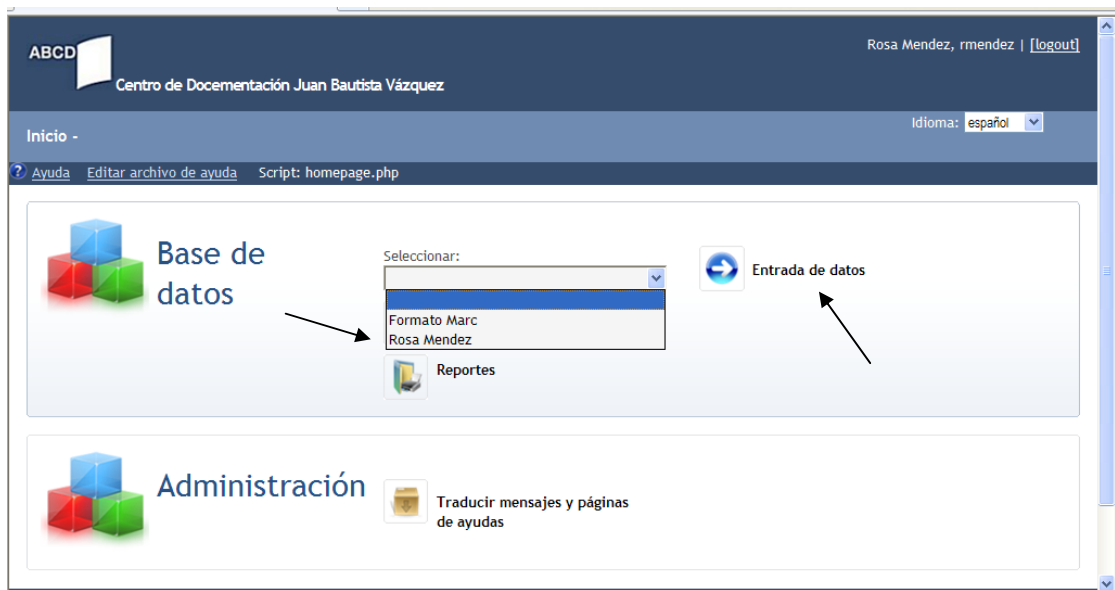 ABCD
Rosa Mendez, rmendez | [logout]
Centro de Docementación Juan Bautista Vázquez
Inicio -
Idioma: español
? Ayuda Editar archivo de ayuda Script: homepage.php
Base de
datos
Seleccionar:
Formato Marc
Rosa Mendez
Entrada de datos
Reportes
Administración
Traducir mensajes y páginas
de ayudas